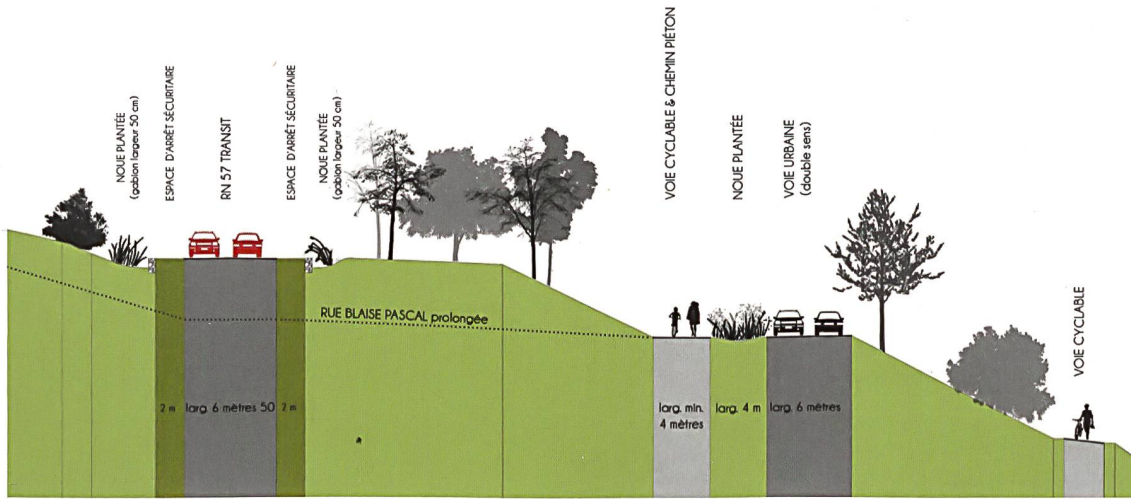 NOUE PLANTÉE
(gabion largeur 50 cm)
ESPACE D'ARRÊT SÉCURITAIRE
RN 57 TRANSIT
ESPACE D'ARRÊT SÉCURITAIRE
NOUE PLANTÉE
(gabion largeur 50 cm)
VOIE CYCLABLE & CHEMIN PIÉTON
NOUE PLANTÉE
VOIE URBAINE
(double sens)
VOIE CYCLABLE
RUE BLAISE PASCAL prolongée
2 m
larg. 6 mètres 50
2 m
larg. min.
4 mètres
larg. 4 m
larg. 6 mètres